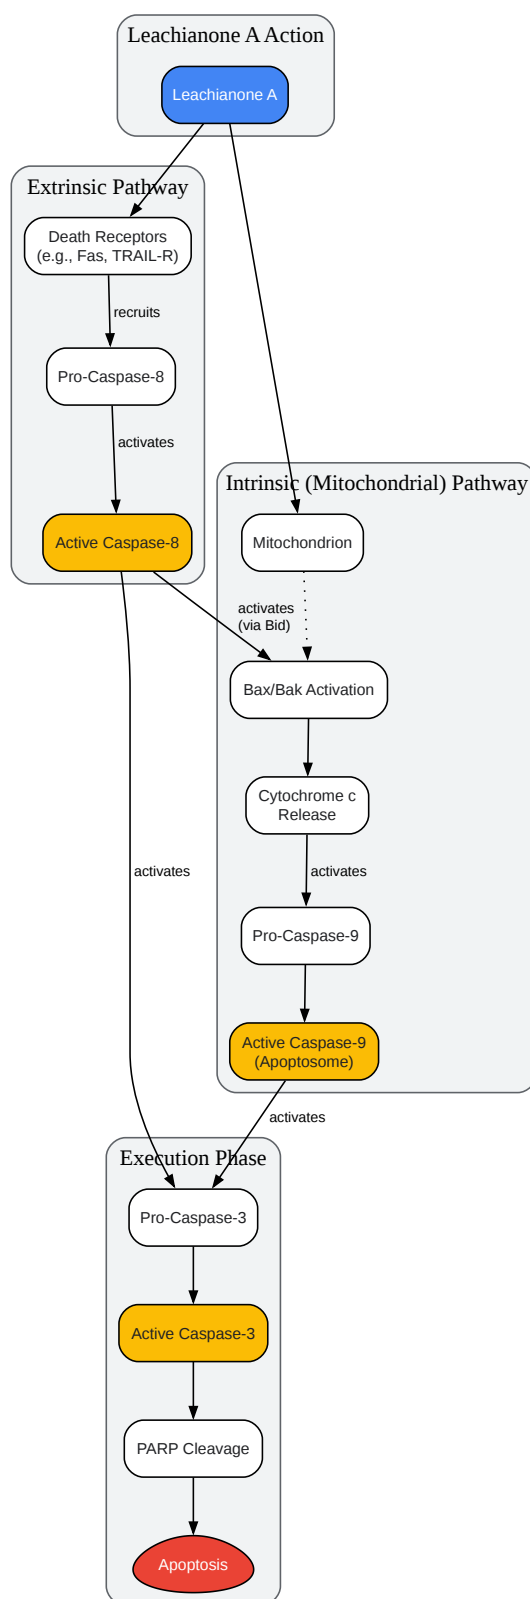 Leachianone A Action
Leachianone A
Extrinsic Pathway
Death Receptors
(e.g., Fas, TRAIL-R)
recruits
Pro-Caspase-8
activates
Active Caspase-8
Intrinsic (Mitochondrial) Pathway
Mitochondrion
activates
(via Bid)
Bax/Bak Activation
Cytochrome c
Release
activates
activates
Pro-Caspase-9
Active Caspase-9
(Apoptosome)
activates
Execution Phase
Pro-Caspase-3
Active Caspase-3
PARP Cleavage
Apoptosis